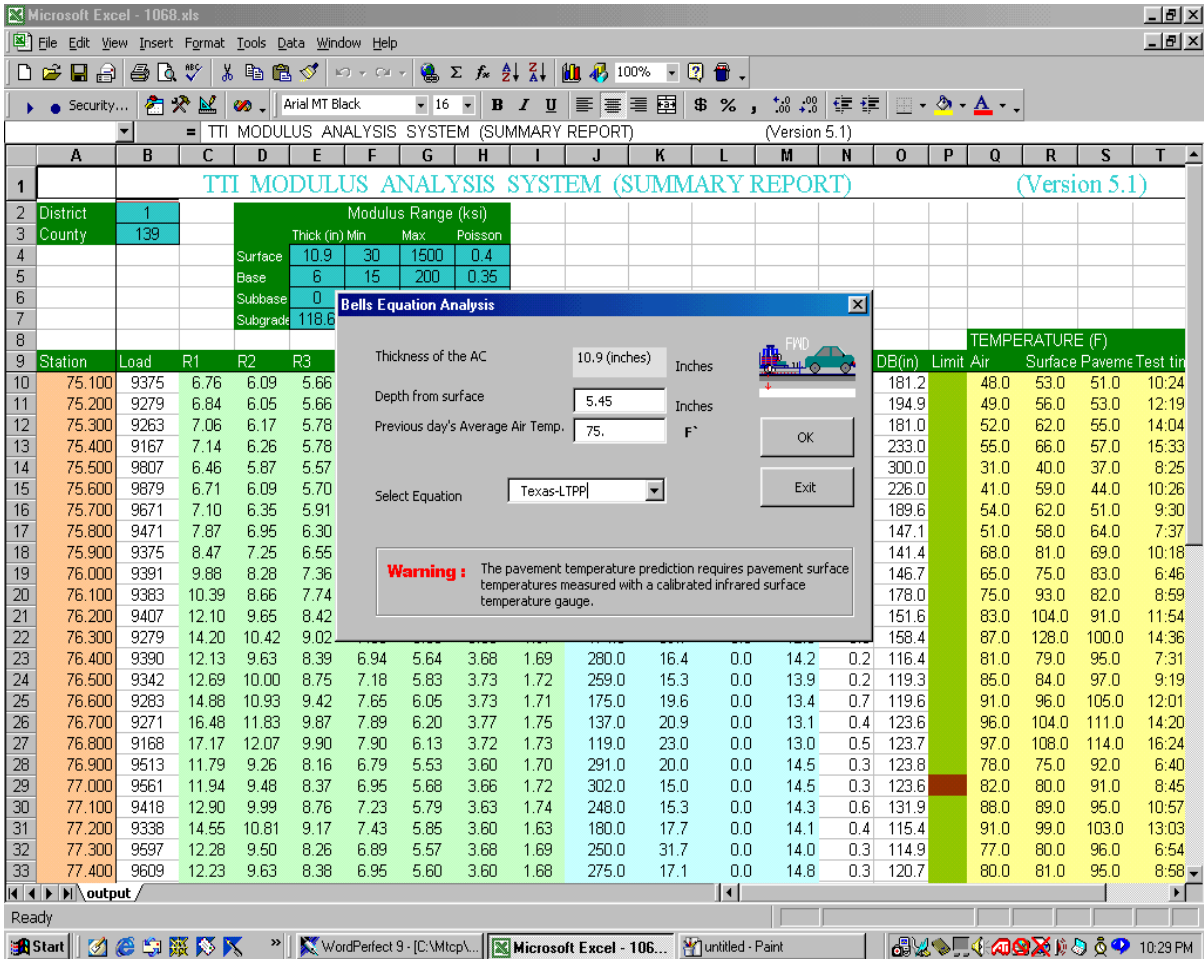 Microsoft Excel - 1068.xls
File Edit View Insert Format Tools Data Window Help
100%
Security... Arial MT Black 16 B I U $ % ,
= TTI MODULUS ANALYSIS SYSTEM (SUMMARY REPORT) (Version 5.1)
A B C D E F G H I J K L M N O P Q R S T
1 TTI MODULUS ANALYSIS SYSTEM (SUMMARY REPORT) (Version 5.1)
2 District 1 Modulus Range (ksi)
3 County 139 Thick (in) Min Max Poisson
4 Surface 10.9 30 1500 0.4
5 Base 6 15 200 0.35
6 Subbase 0
7 Subgrade 118.6
8 TEMPERATURE (F)
9 Station Load R1 R2 R3 DB(in) Limit Air Surface Paveme Test tin
10 75.100 9375 6.76 6.09 5.66 181.2 48.0 53.0 51.0 10:24
11 75.200 9279 6.84 6.05 5.66 194.9 49.0 56.0 53.0 12:19
12 75.300 9263 7.06 6.17 5.78 181.0 52.0 62.0 55.0 14:04
13 75.400 9167 7.14 6.26 5.78 233.0 55.0 66.0 57.0 15:33
14 75.500 9807 6.46 5.87 5.57 300.0 31.0 40.0 37.0 8:25
15 75.600 9879 6.71 6.09 5.70 226.0 41.0 59.0 44.0 10:26
16 75.700 9671 7.10 6.35 5.91 189.6 54.0 62.0 51.0 9:30
17 75.800 9471 7.87 6.95 6.30 147.1 51.0 58.0 64.0 7:37
18 75.900 9375 8.47 7.25 6.55 141.4 68.0 81.0 69.0 10:18
19 76.000 9391 9.88 8.28 7.36 146.7 65.0 75.0 83.0 6:46
20 76.100 9383 10.39 8.66 7.74 178.0 75.0 93.0 82.0 8:59
21 76.200 9407 12.10 9.65 8.42 151.6 83.0 104.0 91.0 11:54
22 76.300 9279 14.20 10.42 9.02 158.4 87.0 128.0 100.0 14:36
23 76.400 9390 12.13 9.63 8.39 6.94 5.64 3.68 1.69 280.0 16.4 0.0 14.2 0.2 116.4 81.0 79.0 95.0 7:31
24 76.500 9342 12.69 10.00 8.75 7.18 5.83 3.73 1.72 259.0 15.3 0.0 13.9 0.2 119.3 85.0 84.0 97.0 9:19
25 76.600 9283 14.88 10.93 9.42 7.65 6.05 3.73 1.71 175.0 19.6 0.0 13.4 0.7 119.6 91.0 96.0 105.0 12:01
26 76.700 9271 16.48 11.83 9.87 7.89 6.20 3.77 1.75 137.0 20.9 0.0 13.1 0.4 123.6 96.0 104.0 111.0 14:20
27 76.800 9168 17.17 12.07 9.90 7.90 6.13 3.72 1.73 119.0 23.0 0.0 13.0 0.5 123.7 97.0 108.0 114.0 16:24
28 76.900 9513 11.79 9.26 8.16 6.79 5.53 3.60 1.70 291.0 20.0 0.0 14.5 0.3 123.8 78.0 75.0 92.0 6:40
29 77.000 9561 11.94 9.48 8.37 6.95 5.68 3.66 1.72 302.0 15.0 0.0 14.5 0.3 123.6 82.0 80.0 91.0 8:45
30 77.100 9418 12.90 9.99 8.76 7.23 5.79 3.63 1.74 248.0 15.3 0.0 14.3 0.6 131.9 88.0 89.0 95.0 10:57
31 77.200 9338 14.55 10.81 9.17 7.43 5.85 3.60 1.63 180.0 17.7 0.0 14.1 0.4 115.4 91.0 99.0 103.0 13:03
32 77.300 9597 12.28 9.50 8.26 6.89 5.57 3.68 1.69 250.0 31.7 0.0 14.0 0.3 114.9 77.0 80.0 96.0 6:54
33 77.400 9609 12.23 9.63 8.38 6.95 5.60 3.60 1.68 275.0 17.1 0.0 14.8 0.3 120.7 80.0 81.0 95.0 8:58
Bells Equation Analysis
Thickness of the AC 10.9 (inches) Inches
FWD
Depth from surface 5.45 Inches
Previous day's Average Air Temp. 75. F`
OK
Select Equation Texas-LTPP
Exit
Warning : The pavement temperature prediction requires pavement surface
temperatures measured with a calibrated infrared surface
temperature gauge.
output
Ready
Start » WordPerfect 9 - [C:\Mtcp\... Microsoft Excel - 106... untitled - Paint 10:29 PM